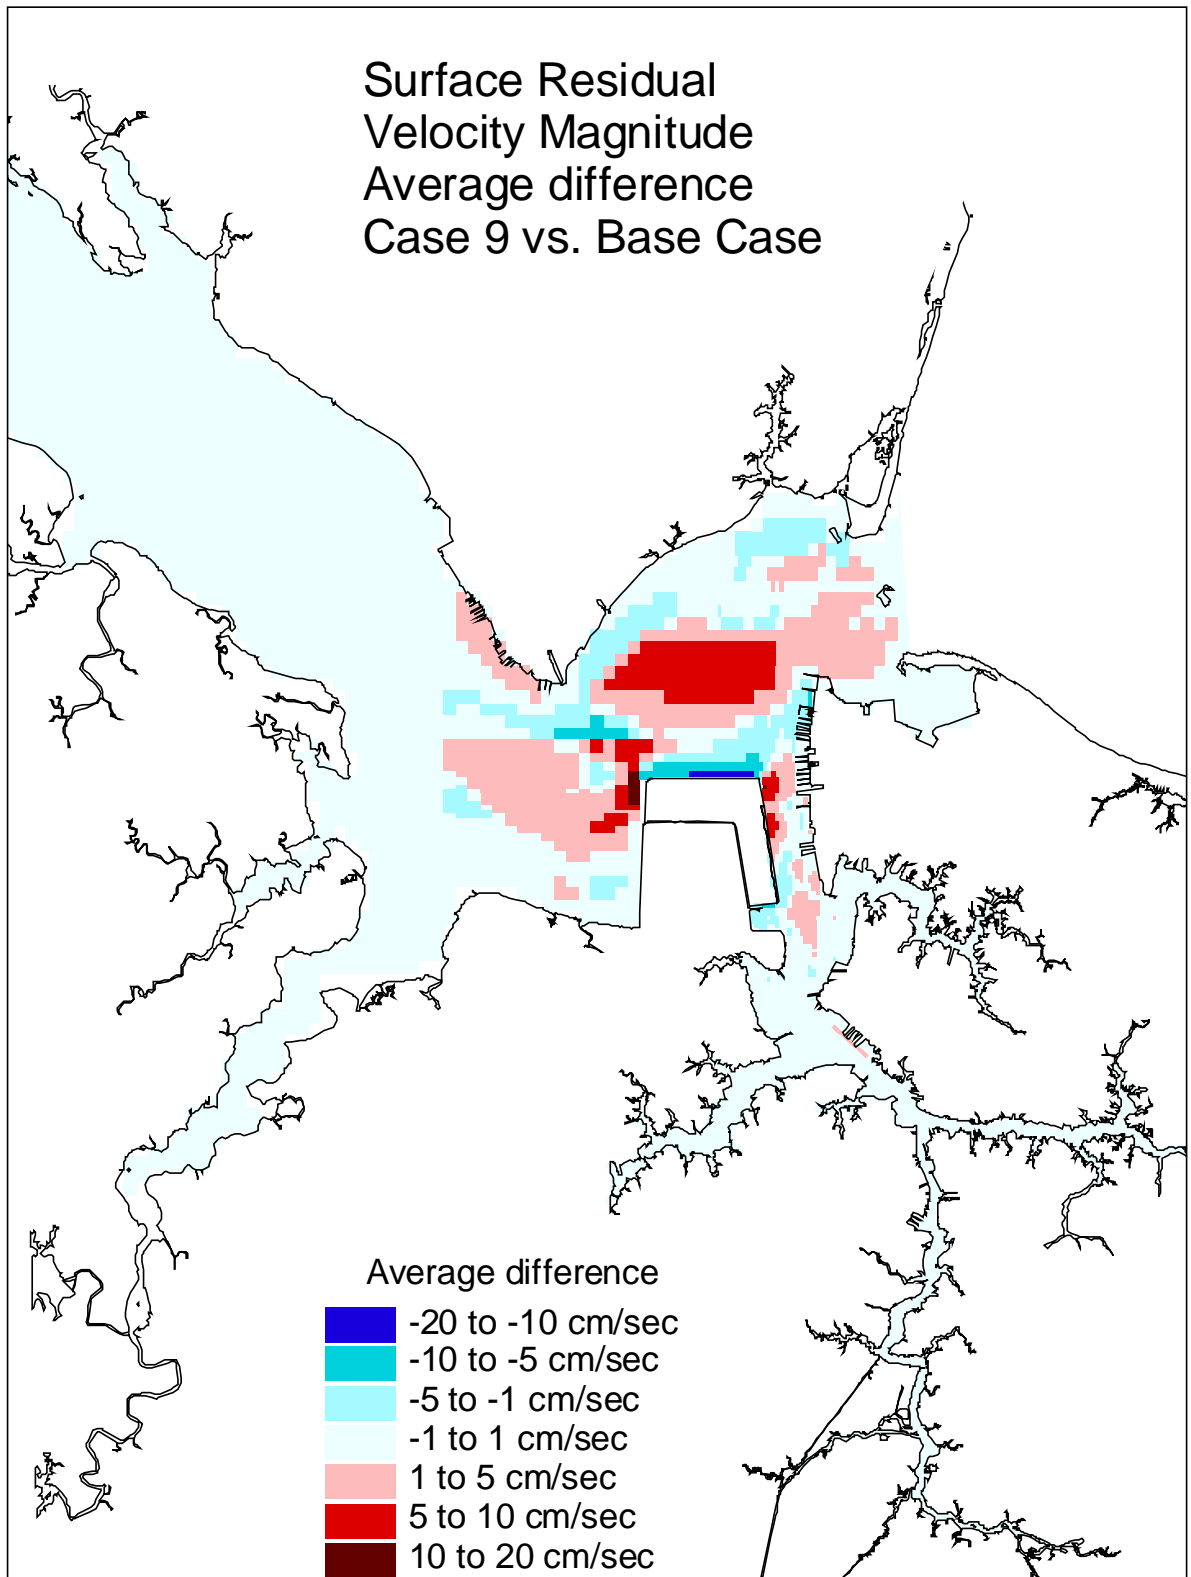 Surface Residual
Velocity Magnitude
Average difference
Case 9 vs. Base Case
Average difference
-20 to -10 cm/sec
-10 to -5 cm/sec
-5 to -1 cm/sec
-1 to 1 cm/sec
1 to 5 cm/sec
5 to 10 cm/sec
10 to 20 cm/sec